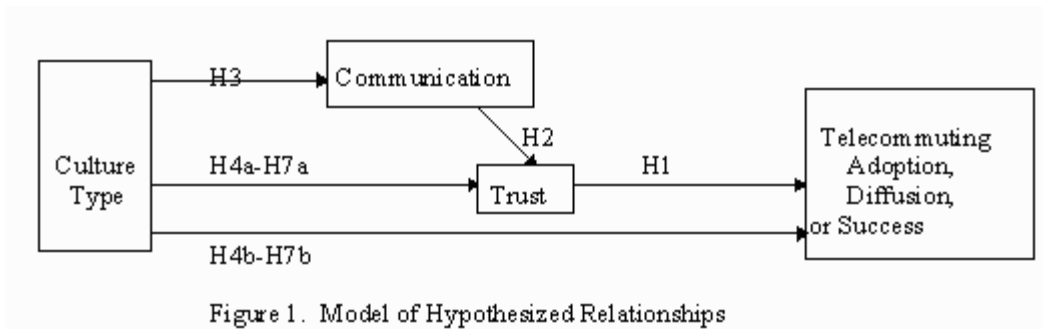 H3
Communication
H2
Culture
Type
H4a-H7a
Trust
H1
Telecommuting
Adoption,
Diffusion,
or Success
H4b-H7b
Figure 1. Model of Hypothesized Relationships